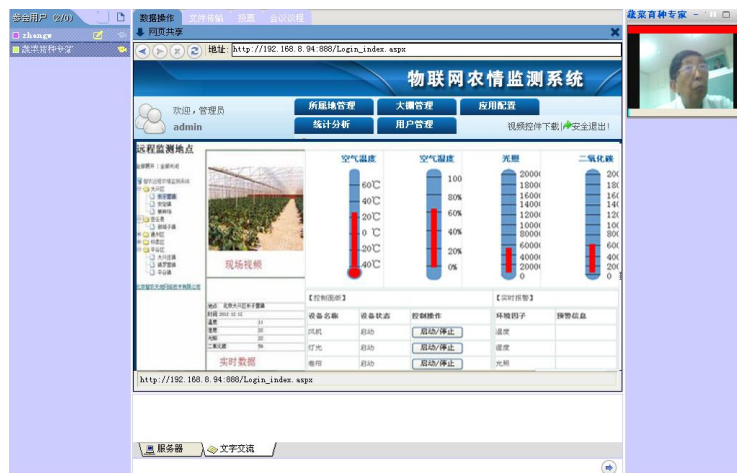 参会用户 (2/0)
zhangw
蔬菜育种专家
数据操作 文件传输 投票 会议议程
网页共享
地址: http://192.168.8.94:888/Login_index.aspx
物联网农情监测系统
欢迎，管理员
admin
所属地管理 大棚管理 应用配置
统计分析 用户管理 视频控件下载 安全退出!
远程监测地点
现场视频
实时数据
空气温度 空气湿度 光照 二氧化碳
60℃
40℃
20℃
0 ℃
20℃
40℃
100
80%
60%
40%
20%
0%
20000
18000
16000
14000
12000
10000
80000
60000
40000
20000
0
【控制面板】 【实时报警】
设备名称 设备状态 控制操作 环境因子 预警信息
风机 启动 启动/停止 温度
灯光 启动 启动/停止 湿度
卷帘 启动 启动/停止 光照
http://192.168.8.94:888/Login_index.aspx
服务器 文字交流
蔬菜育种专家